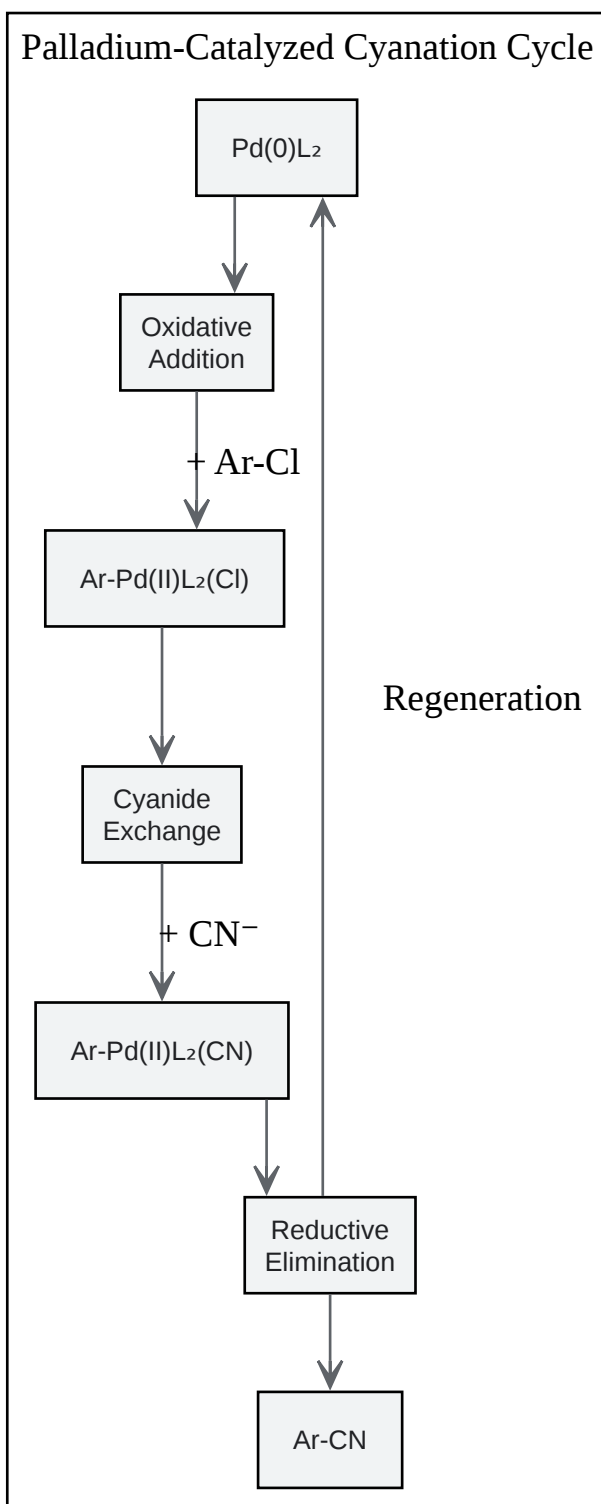 Palladium-Catalyzed Cyanation Cycle
Pd(0)L₂
Oxidative
Addition
+ Ar-Cl
Ar-Pd(II)L₂(Cl)
Regeneration
Cyanide
Exchange
+ CN⁻
Ar-Pd(II)L₂(CN)
Reductive
Elimination
Ar-CN